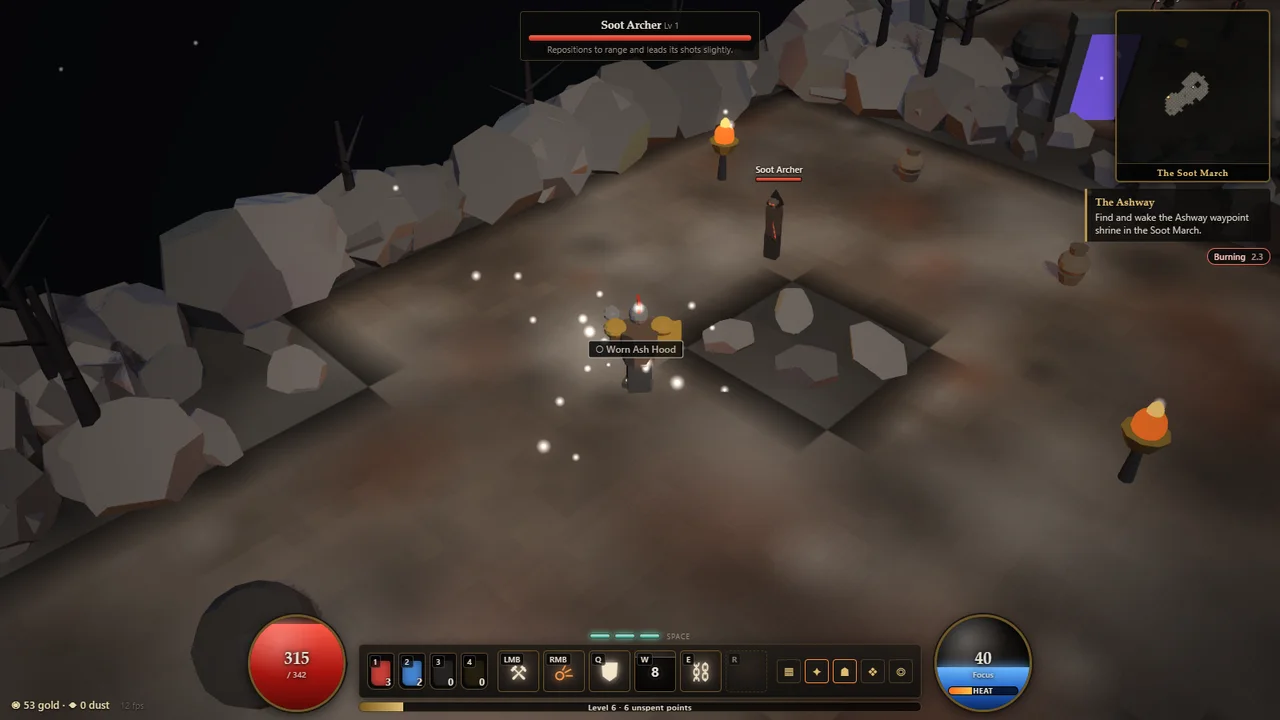 Soot Archer Lv 1
Repositions to range and leads its shots slightly.
The Soot March
The Ashway
Find and wake the Ashway waypoint
shrine in the Soot March.
Burning 2.3
Soot Archer
Worn Ash Hood
SPACE
315
/ 342
1
3
2
2
3
0
4
0
LMB
RMB
Q
W
8
E
R
40
Focus
HEAT
53 gold · 0 dust
12 fps
Level 6 · 6 unspent points